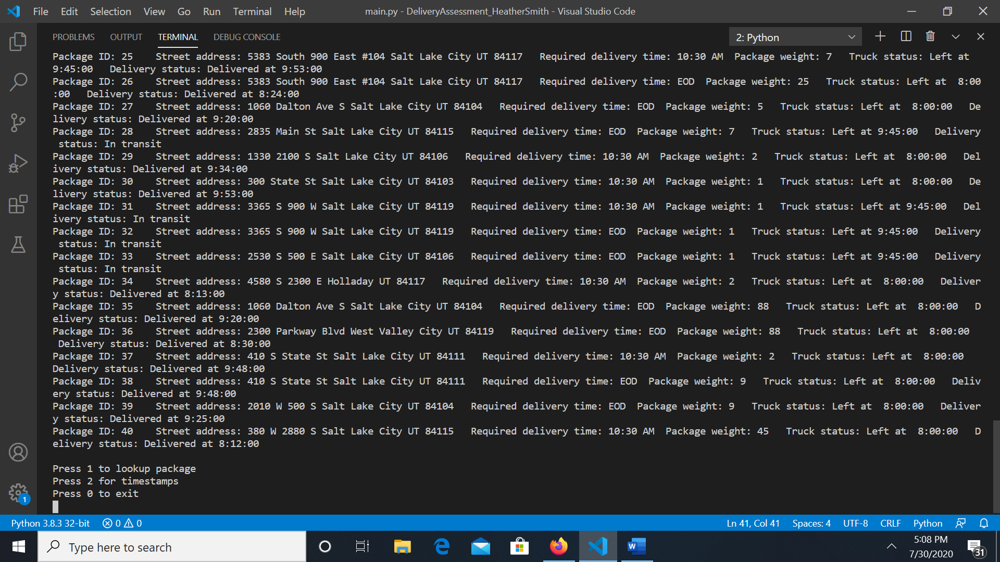 File Edit Selection View Go Run Terminal Help main.py - DeliveryAssessment_HeatherSmith - Visual Studio Code
PROBLEMS OUTPUT TERMINAL DEBUG CONSOLE 2: Python
Package ID: 25    Street address: 5383 South 900 East #104 Salt Lake City UT 84117   Required delivery time: 10:30 AM  Package weight: 7   Truck status: Left at
9:45:00   Delivery status: Delivered at 9:53:00
Package ID: 26    Street address: 5383 South 900 East #104 Salt Lake City UT 84117   Required delivery time: EOD  Package weight: 25   Truck status: Left at  8:00
:00   Delivery status: Delivered at 8:24:00
Package ID: 27    Street address: 1060 Dalton Ave S Salt Lake City UT 84104   Required delivery time: EOD  Package weight: 5   Truck status: Left at  8:00:00   De
livery status: Delivered at 9:20:00
Package ID: 28    Street address: 2835 Main St Salt Lake City UT 84115   Required delivery time: EOD  Package weight: 7   Truck status: Left at 9:45:00   Delivery
 status: In transit
Package ID: 29    Street address: 1330 2100 S Salt Lake City UT 84106   Required delivery time: 10:30 AM  Package weight: 2   Truck status: Left at  8:00:00   Del
ivery status: Delivered at 9:34:00
Package ID: 30    Street address: 300 State St Salt Lake City UT 84103   Required delivery time: 10:30 AM  Package weight: 1   Truck status: Left at  8:00:00   De
livery status: Delivered at 9:53:00
Package ID: 31    Street address: 3365 S 900 W Salt Lake City UT 84119   Required delivery time: 10:30 AM  Package weight: 1   Truck status: Left at 9:45:00   Del
ivery status: In transit
Package ID: 32    Street address: 3365 S 900 W Salt Lake City UT 84119   Required delivery time: EOD  Package weight: 1   Truck status: Left at 9:45:00   Delivery
 status: In transit
Package ID: 33    Street address: 2530 S 500 E Salt Lake City UT 84106   Required delivery time: EOD  Package weight: 1   Truck status: Left at 9:45:00   Delivery
 status: In transit
Package ID: 34    Street address: 4580 S 2300 E Holladay UT 84117   Required delivery time: 10:30 AM  Package weight: 2   Truck status: Left at  8:00:00   Deliver
y status: Delivered at 8:13:00
Package ID: 35    Street address: 1060 Dalton Ave S Salt Lake City UT 84104   Required delivery time: EOD  Package weight: 88   Truck status: Left at  8:00:00   D
elivery status: Delivered at 9:20:00
Package ID: 36    Street address: 2300 Parkway Blvd West Valley City UT 84119   Required delivery time: EOD  Package weight: 88   Truck status: Left at  8:00:00
 Delivery status: Delivered at 8:30:00
Package ID: 37    Street address: 410 S State St Salt Lake City UT 84111   Required delivery time: 10:30 AM  Package weight: 2   Truck status: Left at  8:00:00
Delivery status: Delivered at 9:48:00
Package ID: 38    Street address: 410 S State St Salt Lake City UT 84111   Required delivery time: EOD  Package weight: 9   Truck status: Left at  8:00:00   Deliv
ery status: Delivered at 9:48:00
Package ID: 39    Street address: 2010 W 500 S Salt Lake City UT 84104   Required delivery time: EOD  Package weight: 9   Truck status: Left at  8:00:00   Deliver
y status: Delivered at 9:25:00
Package ID: 40    Street address: 380 W 2880 S Salt Lake City UT 84115   Required delivery time: 10:30 AM  Package weight: 45   Truck status: Left at  8:00:00   D
elivery status: Delivered at 8:12:00
Press 1 to lookup package
Press 2 for timestamps
Press 0 to exit
1
Python 3.8.3 32-bit 0 0 Ln 41, Col 41 Spaces: 4 UTF-8 CRLF Python
Type here to search
W
5:08 PM
7/30/2020
31